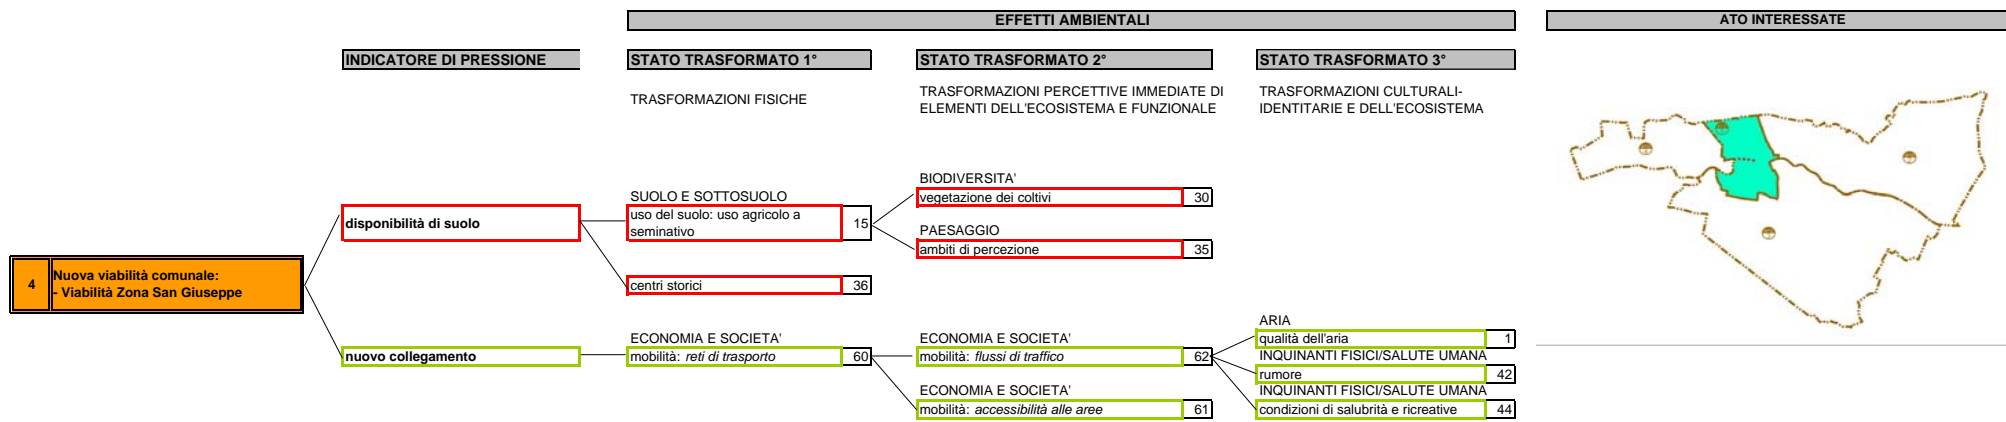 EFFETTI AMBIENTALI
ATO INTERESSATE
INDICATORE DI PRESSIONE
STATO TRASFORMATO 1°
STATO TRASFORMATO 2°
STATO TRASFORMATO 3°
TRASFORMAZIONI FISICHE
TRASFORMAZIONI PERCETTIVE IMMEDIATE DI
ELEMENTI DELL'ECOSISTEMA E FUNZIONALE
TRASFORMAZIONI CULTURALI-
IDENTITARIE E DELL'ECOSISTEMA
4
Nuova viabilità comunale:
- Viabilità Zona San Giuseppe
disponibilità di suolo
SUOLO E SOTTOSUOLO
uso del suolo: uso agricolo a
seminativo
15
BIODIVERSITA'
vegetazione dei coltivi 30
PAESAGGIO
ambiti di percezione 35
centri storici 36
nuovo collegamento
ECONOMIA E SOCIETA'
mobilità: reti di trasporto 60
ECONOMIA E SOCIETA'
mobilità: flussi di traffico 62
ECONOMIA E SOCIETA'
mobilità: accessibilità alle aree 61
ARIA
qualità dell'aria 1
INQUINANTI FISICI/SALUTE UMANA
rumore 42
INQUINANTI FISICI/SALUTE UMANA
condizioni di salubrità e ricreative 44